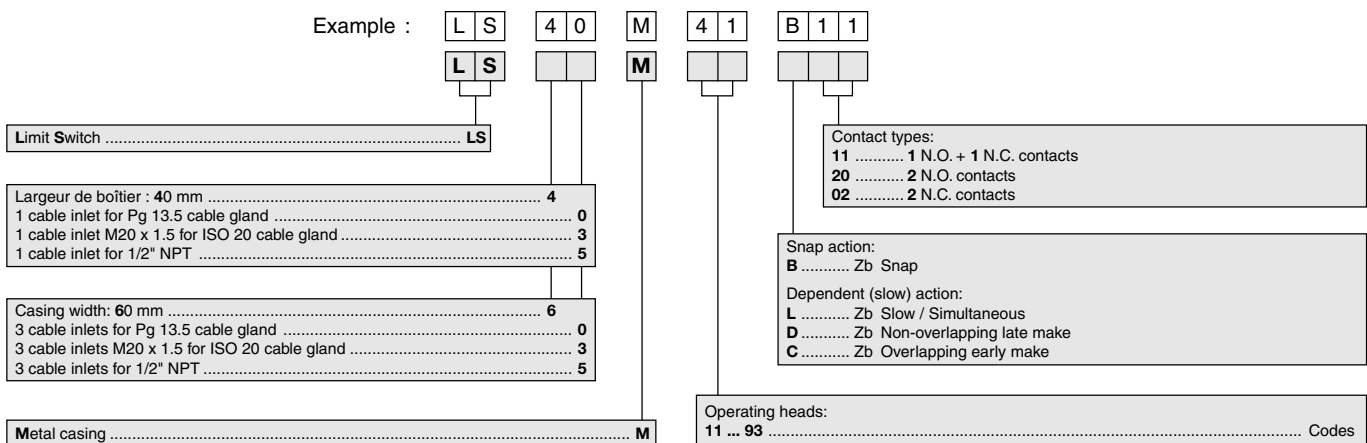 Example : L S 4 0 M 4 1 B 1 1
L S M
Limit Switch ........................................................................................ LS
Largeur de boîtier : 40 mm ................................................................................... 4
1 cable inlet for Pg 13.5 cable gland ........................................................................... 0
1 cable inlet M20 x 1.5 for ISO 20 cable gland .......................................................... 3
1 cable inlet for 1/2" NPT ............................................................................................. 5
Casing width: 60 mm ............................................................................................ 6
3 cable inlets for Pg 13.5 cable gland ......................................................................... 0
3 cable inlets M20 x 1.5 for ISO 20 cable gland ........................................................ 3
3 cable inlets for 1/2" NPT ............................................................................................ 5
Metal casing ................................................................................................................................. M
Contact types:
11 ........... 1 N.O. + 1 N.C. contacts
20 ........... 2 N.O. contacts
02 ........... 2 N.C. contacts
Snap action:
B ........... Zb Snap
Dependent (slow) action:
L ........... Zb Slow / Simultaneous
D ........... Zb Non-overlapping late make
C ........... Zb Overlapping early make
Operating heads:
11 ... 93 ........................................................................................................................................ Codes